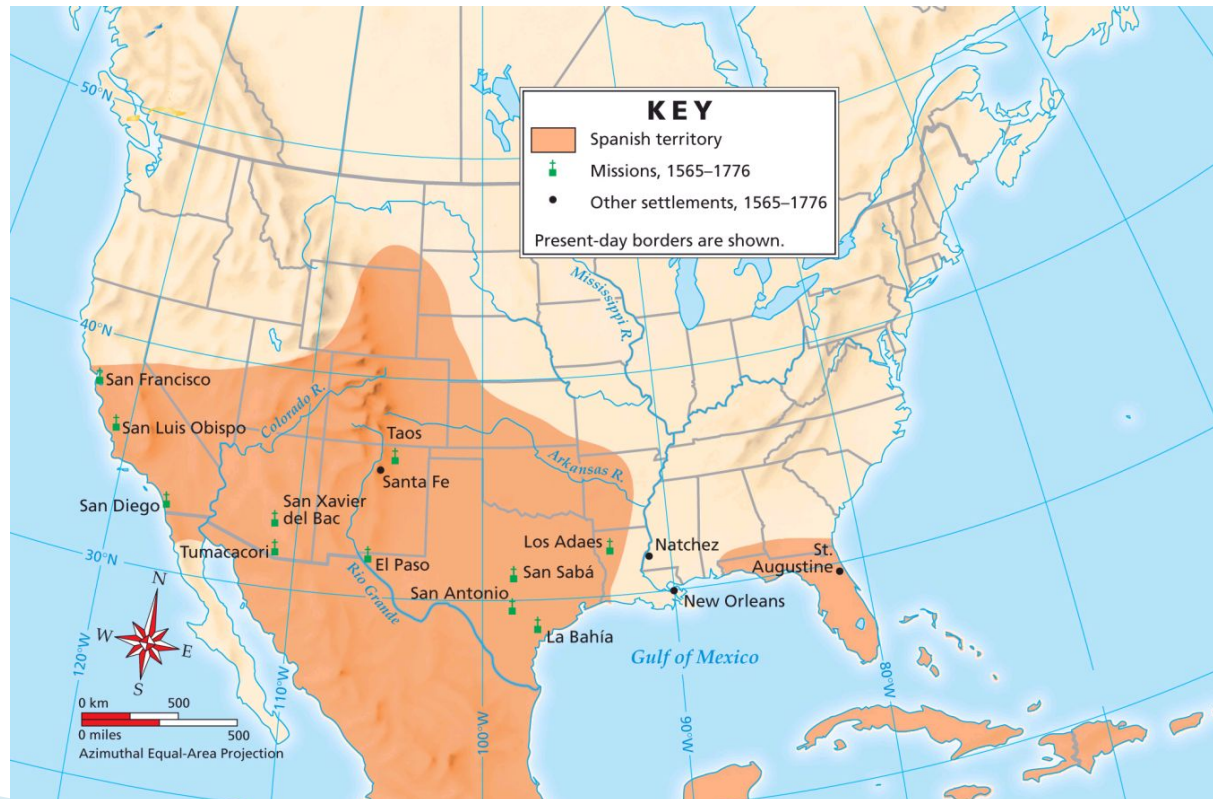 KEY
Spanish territory
Missions, 1565–1776
Other settlements, 1565–1776
Present-day borders are shown.
50°N
Mississippi R.
40°N
San Francisco
San Luis Obispo
Colorado R.
Taos
Santa Fe
Arkansas R.
San Diego
San Xavier
del Bac
Tumacacori
El Paso
Los Adaes
San Sabá
San Antonio
La Bahía
Natchez
New Orleans
St.
Augustine
30°N
Rio Grande
Gulf of Mexico
N
W
E
S
120°W
110°W
100°W
90°W
80°W
0 km 500
0 miles 500
Azimuthal Equal-Area Projection